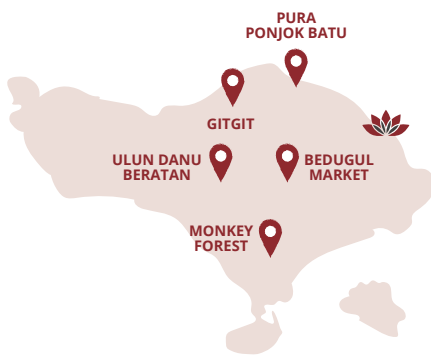 PURA
PONJOK BATU
GITGIT
ULUN DANU
BERATAN
BEDUGUL
MARKET
MONKEY
FOREST